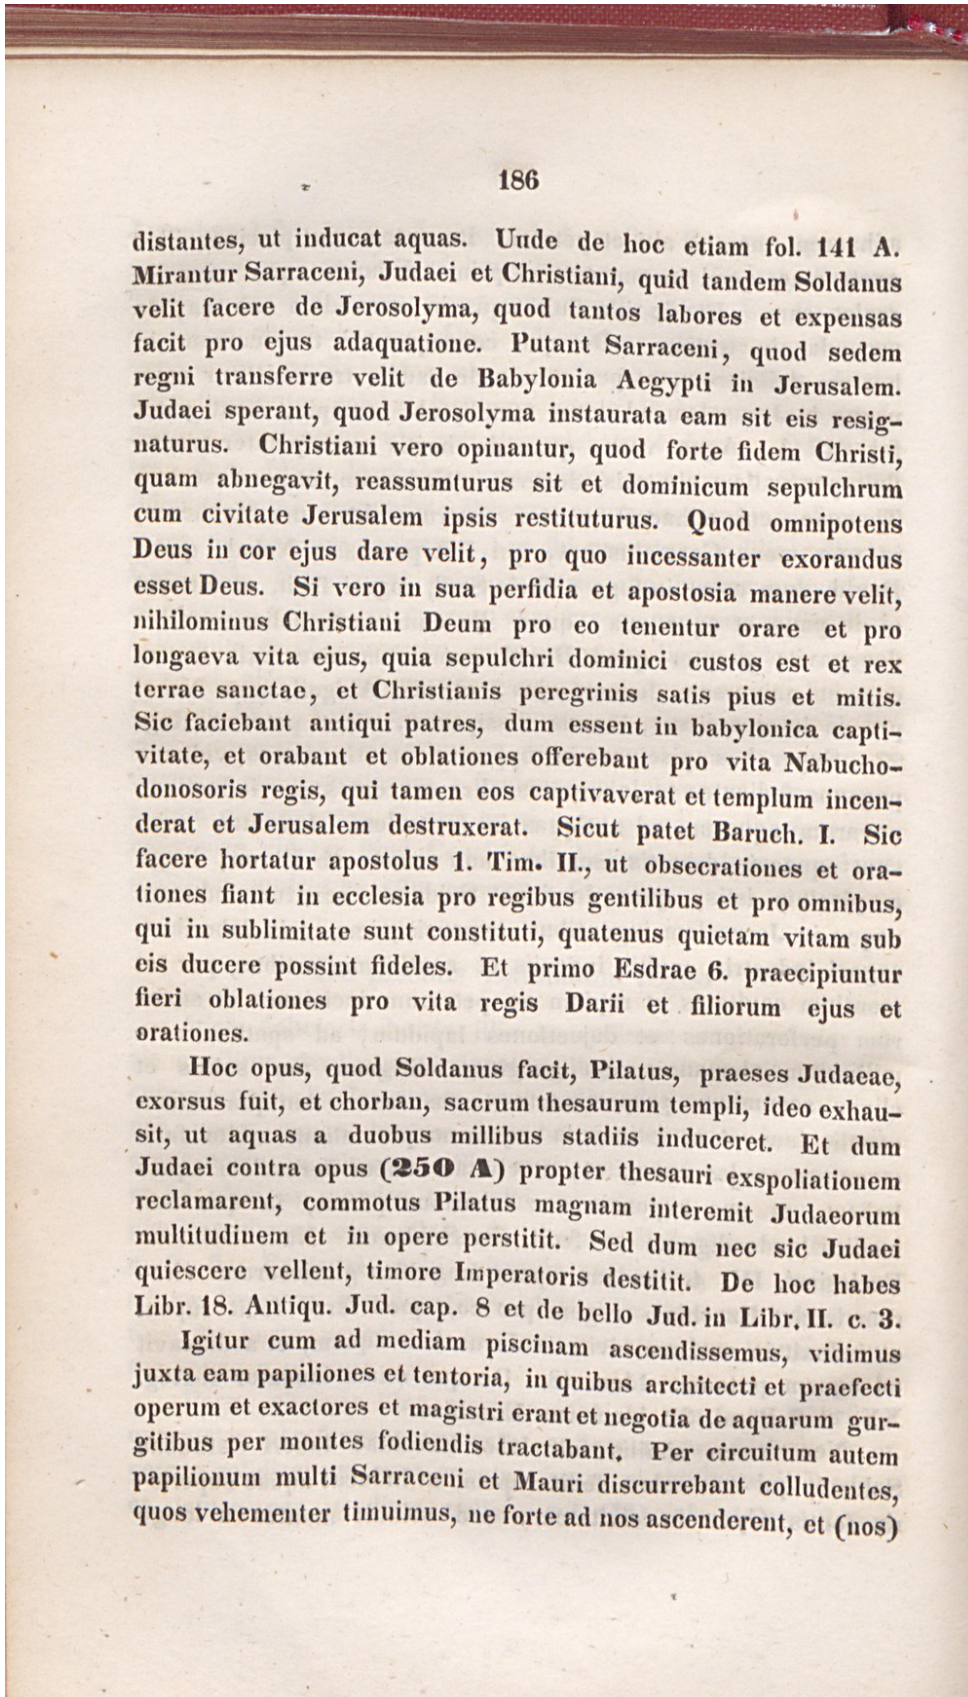 186
distantes, ut inducat aquas. Unde de hoc etiam fol. 141 A.
Mirantur Sarraceni, Judaei et Christiani, quid tandem Soldanus
velit facere de Jerosolyma, quod tantos labores et expensas
facit pro ejus adaquatione. Putant Sarraceni, quod sedem
regni transferre velit de Babylonia Aegypti in Jerusalem.
Judaei sperant, quod Jerosolyma instaurata eam sit eis resig-
naturus. Christiani vero opinantur, quod forte fidem Christi,
quam abnegavit, reassumturus sit et dominicum sepulchrum
cum civitate Jerusalem ipsis restituturus. Quod omnipotens
Deus in cor ejus dare velit, pro quo incessanter exorandus
esset Deus. Si vero in sua perfidia et apostosia manere velit,
nihilominus Christiani Deum pro eo tenentur orare et pro
longaeva vita ejus, quia sepulchri dominici custos est et rex
terrae sanctae, et Christianis peregrinis satis pius et mitis.
Sic faciebant antiqui patres, dum essent in babylonica capti-
vitate, et orabant et oblationes offerebant pro vita Nabucho-
donosoris regis, qui tamen eos captivaverat et templum incen-
derat et Jerusalem destruxerat. Sicut patet Baruch. I. Sic
facere hortatur apostolus 1. Tim. II., ut obsecrationes et ora-
tiones fiant in ecclesia pro regibus gentilibus et pro omnibus,
qui in sublimitate sunt constituti, quatenus quietam vitam sub
eis ducere possint fideles. Et primo Esdrae 6. praecipiuntur
fieri oblationes pro vita regis Darii et filiorum ejus et
orationes.
Hoc opus, quod Soldanus facit, Pilatus, praeses Judaeae,
exorsus fuit, et chorban, sacrum thesaurum templi, ideo exhau-
sit, ut aquas a duobus millibus stadiis induceret. Et dum
Judaei contra opus (250 A) propter thesauri exspoliationem
reclamarent, commotus Pilatus magnam interemit Judaeorum
multitudinem et in opere perstitit. Sed dum nec sic Judaei
quiescere vellent, timore Imperatoris destitit. De hoc habes
Libr. 18. Antiqu. Jud. cap. 8 et de bello Jud. in Libr. II. c. 3.
Igitur cum ad mediam piscinam ascendissemus, vidimus
juxta eam papiliones et tentoria, in quibus architecti et praefecti
operum et exactores et magistri erant et negotia de aquarum gur-
gitibus per montes fodiendis tractabant. Per circuitum autem
papilionum multi Sarraceni et Mauri discurrebant colludentes,
quos vehementer timuimus, ne forte ad nos ascenderent, et (nos)